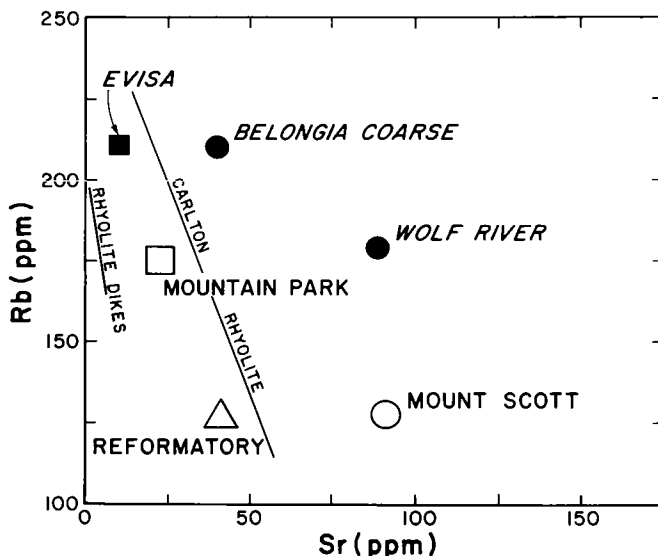 250
EVISA
BELONGIA COARSE
200
RHYOLITE DIKES
CARLTON RHYOLITE
WOLF RIVER
Rb (ppm)
MOUNTAIN PARK
150
MOUNT SCOTT
REFORMATORY
100
0
50
100
150
Sr (ppm)